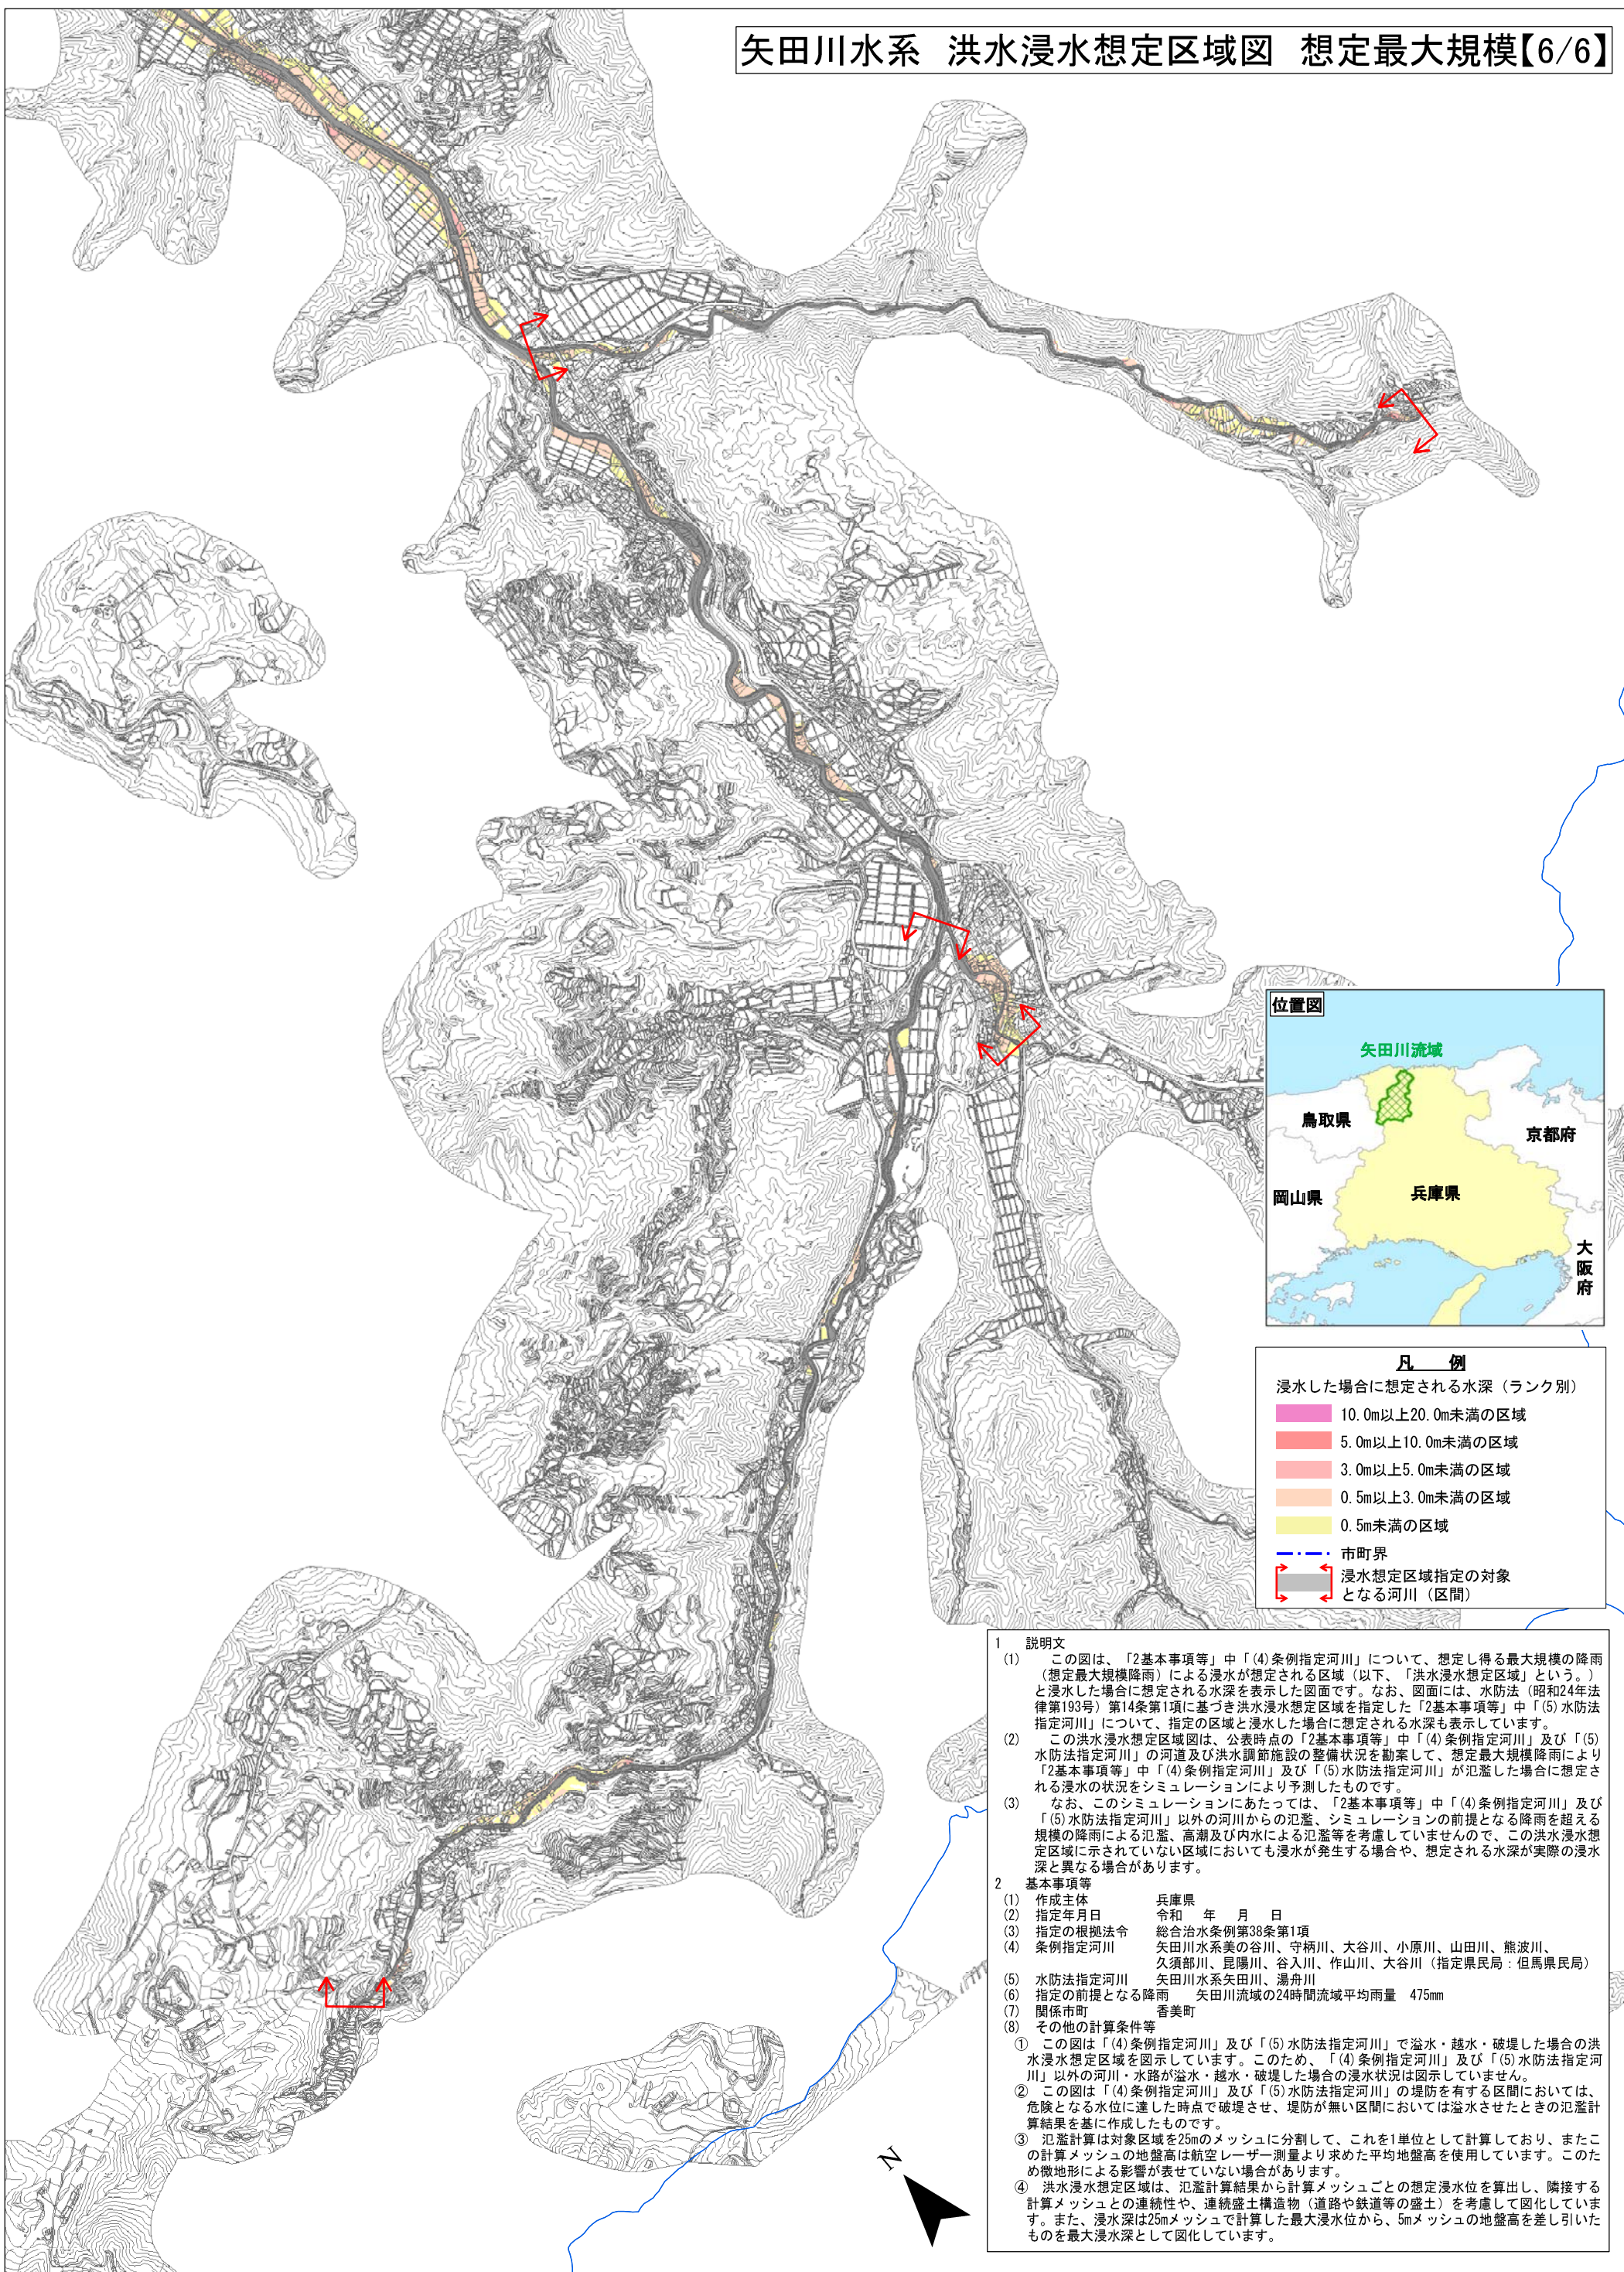 矢田川水系 洪水浸水想定区域図 想定最大規模【6/6】
位置図
矢田川流域
鳥取県
京都府
岡山県
兵庫県
大阪府
凡 例
浸水した場合に想定される水深（ランク別）
10.0m以上20.0m未満の区域
5.0m以上10.0m未満の区域
3.0m以上5.0m未満の区域
0.5m以上3.0m未満の区域
0.5m未満の区域
市町界
浸水想定区域指定の対象
となる河川（区間）
1 説明文
(1) この図は、「2基本事項等」中「(4)条例指定河川」について、想定し得る最大規模の降雨
（想定最大規模降雨）による浸水が想定される区域（以下、「洪水浸水想定区域」という。）
と浸水した場合に想定される水深を表示した図面です。なお、図面には、水防法（昭和24年法
律第193号）第14条第1項に基づき洪水浸水想定区域を指定した「2基本事項等」中「(5)水防法
指定河川」について、指定の区域と浸水した場合に想定される水深も表示しています。
(2) この洪水浸水想定区域図は、公表時点の「2基本事項等」中「(4)条例指定河川」及び「(5)
水防法指定河川」の河道及び洪水調節施設の整備状況を勘案して、想定最大規模降雨により
「2基本事項等」中「(4)条例指定河川」及び「(5)水防法指定河川」が氾濫した場合に想定さ
れる浸水の状況をシミュレーションにより予測したものです。
(3) なお、このシミュレーションにあたっては、「2基本事項等」中「(4)条例指定河川」及び
「(5)水防法指定河川」以外の河川からの氾濫、シミュレーションの前提となる降雨を超える
規模の降雨による氾濫、高潮及び内水による氾濫等を考慮していませんので、この洪水浸水想
定区域に示されていない区域においても浸水が発生する場合や、想定される水深が実際の浸水
深と異なる場合があります。
2 基本事項等
(1) 作成主体 兵庫県
(2) 指定年月日 令和 年 月 日
(3) 指定の根拠法令 総合治水条例第38条第1項
(4) 条例指定河川 矢田川水系美の谷川、守柄川、大谷川、小原川、山田川、熊波川、
久須部川、昆陽川、谷入川、作山川、大谷川（指定県民局：但馬県民局）
(5) 水防法指定河川 矢田川水系矢田川、湯舟川
(6) 指定の前提となる降雨 矢田川流域の24時間流域平均雨量 475mm
(7) 関係市町 香美町
(8) その他の計算条件等
① この図は「(4)条例指定河川」及び「(5)水防法指定河川」で溢水・越水・破堤した場合の洪
水浸水想定区域を図示しています。このため、「(4)条例指定河川」及び「(5)水防法指定河
川」以外の河川・水路が溢水・越水・破堤した場合の浸水状況は図示していません。
② この図は「(4)条例指定河川」及び「(5)水防法指定河川」の堤防を有する区間においては、
危険となる水位に達した時点で破堤させ、堤防が無い区間においては溢水させたときの氾濫計
算結果を基に作成したものです。
③ 氾濫計算は対象区域を25mのメッシュに分割して、これを1単位として計算しており、またこ
の計算メッシュの地盤高は航空レーザー測量より求めた平均地盤高を使用しています。このた
め微地形による影響が表せていない場合があります。
④ 洪水浸水想定区域は、氾濫計算結果から計算メッシュごとの想定浸水位を算出し、隣接する
計算メッシュとの連続性や、連続盛土構造物（道路や鉄道等の盛土）を考慮して図化していま
す。また、浸水深は25mメッシュで計算した最大浸水位から、5mメッシュの地盤高を差し引いた
ものを最大浸水深として図化しています。
N